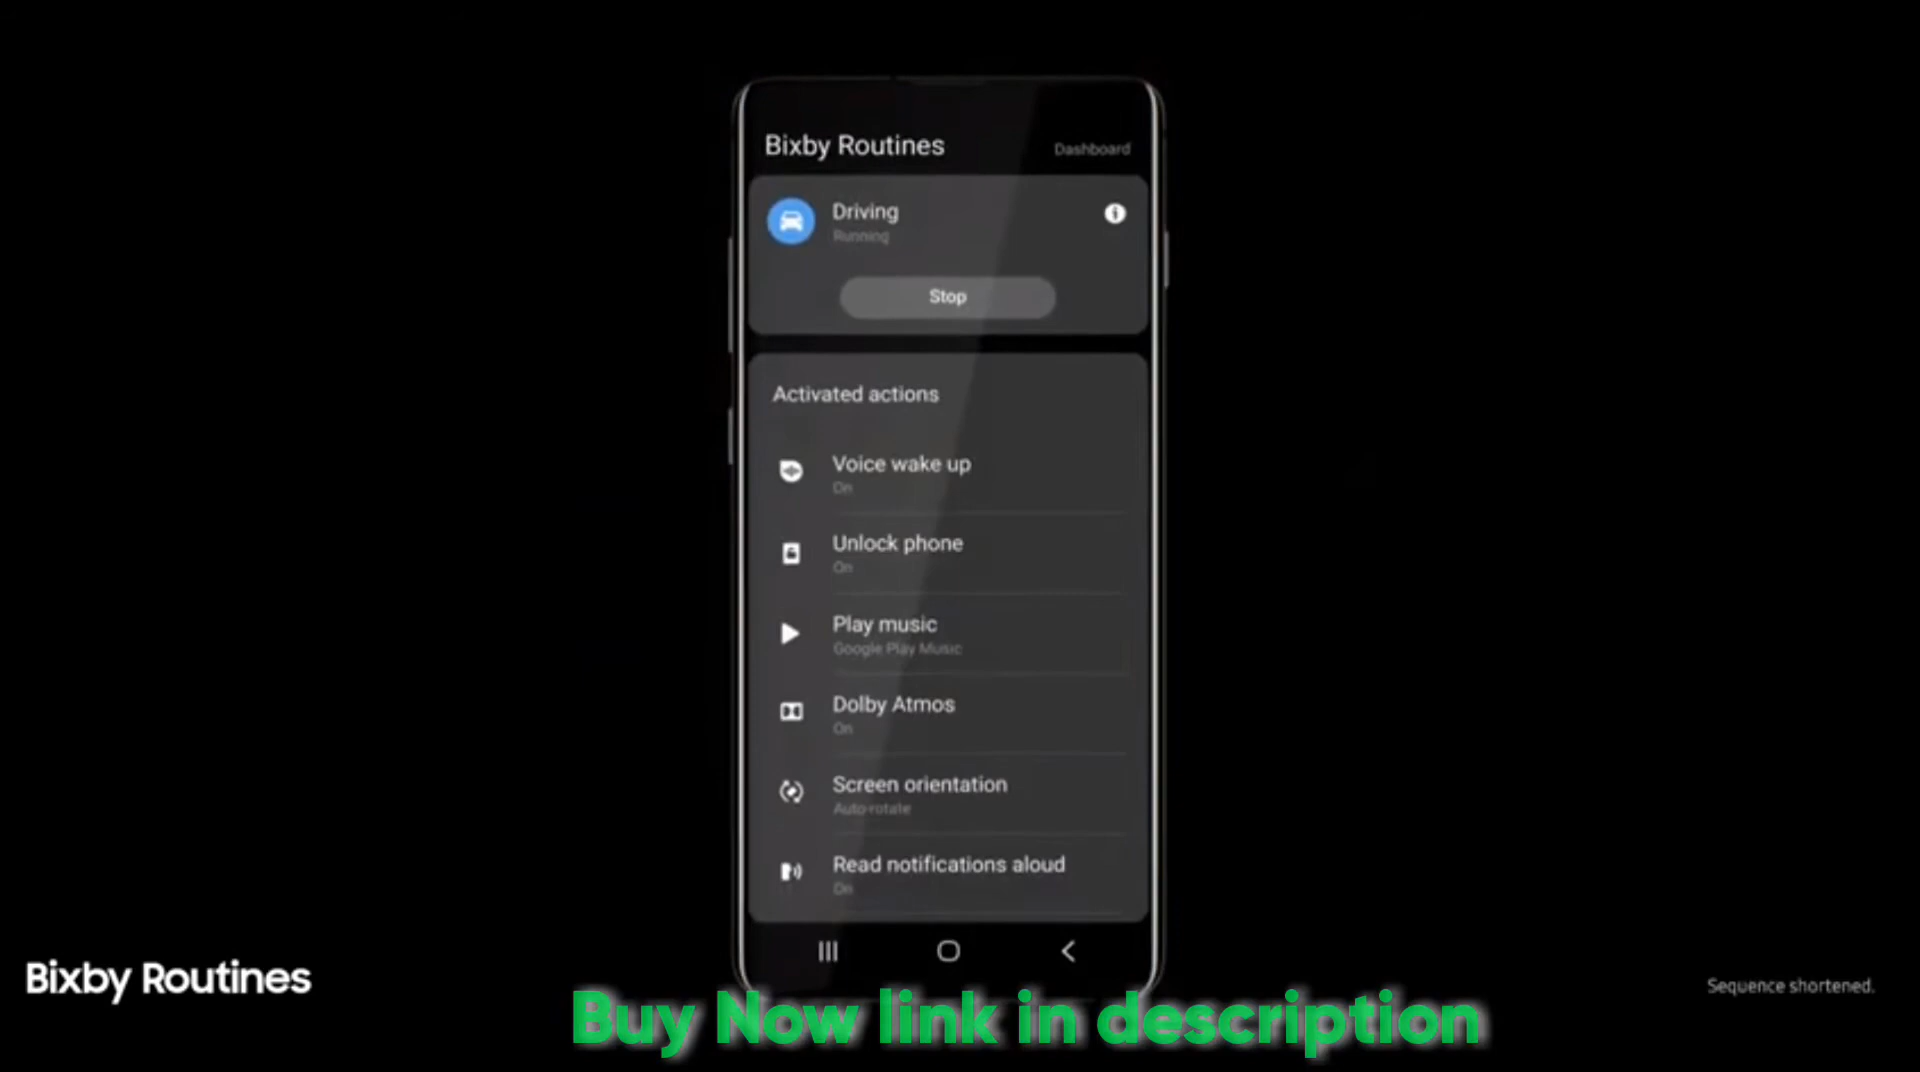 Bixby Routines
Dashboard
Driving
Running
Stop
Activated actions
Voice wake up
On
Unlock phone
On
Play music
Google Play Music
Dolby Atmos
On
Screen orientation
Auto rotate
Read notifications aloud
On
Bixby Routines
Sequence shortened.
Buy Now link in description